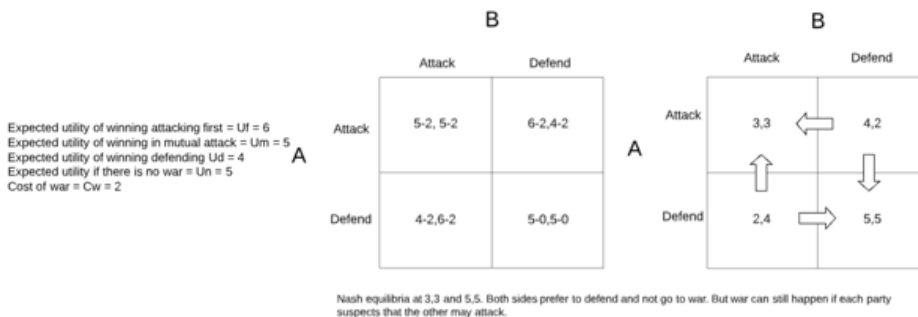 B
B
Attack
Defend
Attack
Defend
Expected utility of winning attacking first = Uf = 6
Expected utility of winning in mutual attack = Um = 5
Expected utility of winning defending Ud = 4
Expected utility if there is no war = Un = 5
Cost of war = Cw = 2
A
Attack
5-2, 5-2
6-2,4-2
Defend
4-2,6-2
5-0,5-0
A
Attack
3,3
4,2
Defend
2,4
5,5
Nash equilibria at 3,3 and 5,5. Both sides prefer to defend and not go to war. But war can still happen if each party
suspects that the other may attack.